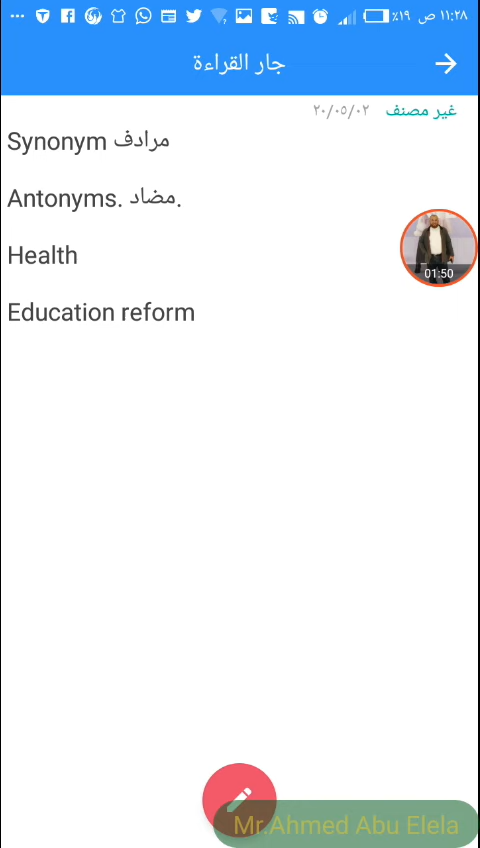 ١١:٢٨ ص ١٩٪
جار القراءة
غير مصنف ٢٠/٠٥/٠٢
Synonym مرادف
Antonyms. مضاد.
01:50
Health
Education reform
Mr.Ahmed Abu Elela